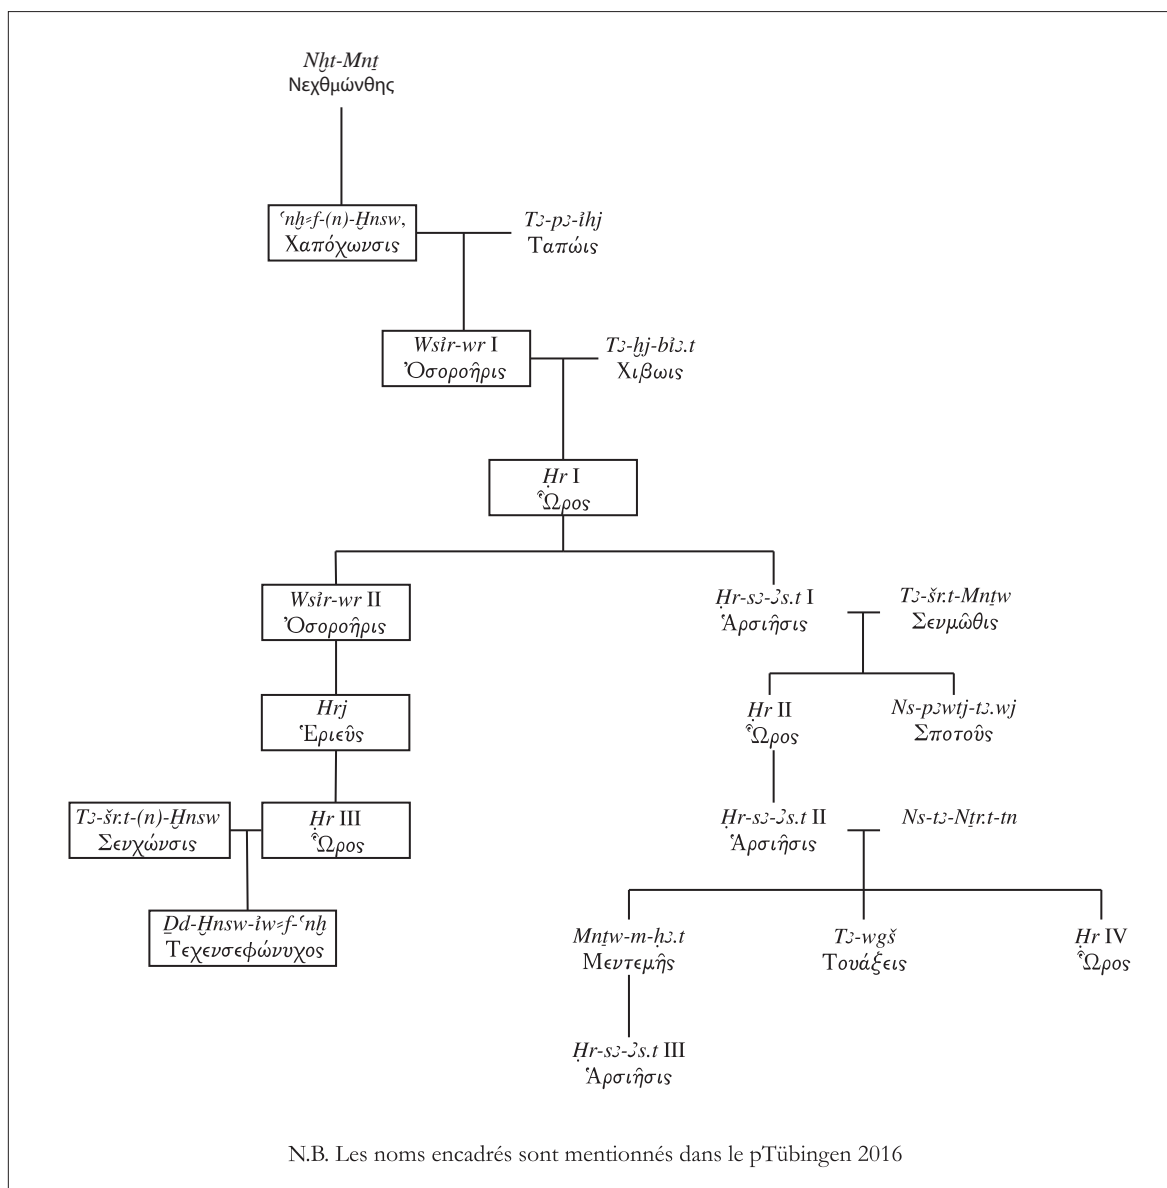 Nḫt-Mnṯ
Νεχθμώνθης
ꜥnḫ⸗f-(n)-Ḫnsw,
Χαπόχωνσις
Tꜣ-pꜣ-ỉhj
Ταπώις
Wsỉr-wr I
Ὀσοροῆρις
Tꜣ-ḫj-bỉꜣ.t
Χιβωις
Ḥr I
Ὧρος
Wsỉr-wr II
Ὀσοροῆρις
Ḥr-sꜣ-ꜣs.t I
Ἁρσιῆσις
Tꜣ-šr.t-Mnṯw
Σενμῶθις
Hrj
Ἑριεῦς
Ḥr II
Ὧρος
Ns-pꜣwtj-tꜣ.wj
Σποτοῦς
Tꜣ-šr.t-(n)-Ḫnsw
Σενχώνσις
Ḥr III
Ὧρος
Ḥr-sꜣ-ꜣs.t II
Ἁρσιῆσις
Ns-tꜣ-Nṯr.t-tn
Ḏd-Ḫnsw-ỉw⸗f-ꜥnḫ
Τεχενσεφώνυχος
Mnṯw-m-ḥꜣ.t
Μεντεμῆς
Tꜣ-wgš
Τουάξεις
Ḥr IV
Ὧρος
Ḥr-sꜣ-ꜣs.t III
Ἁρσιῆσις
N.B. Les noms encadrés sont mentionnés dans le pTübingen 2016